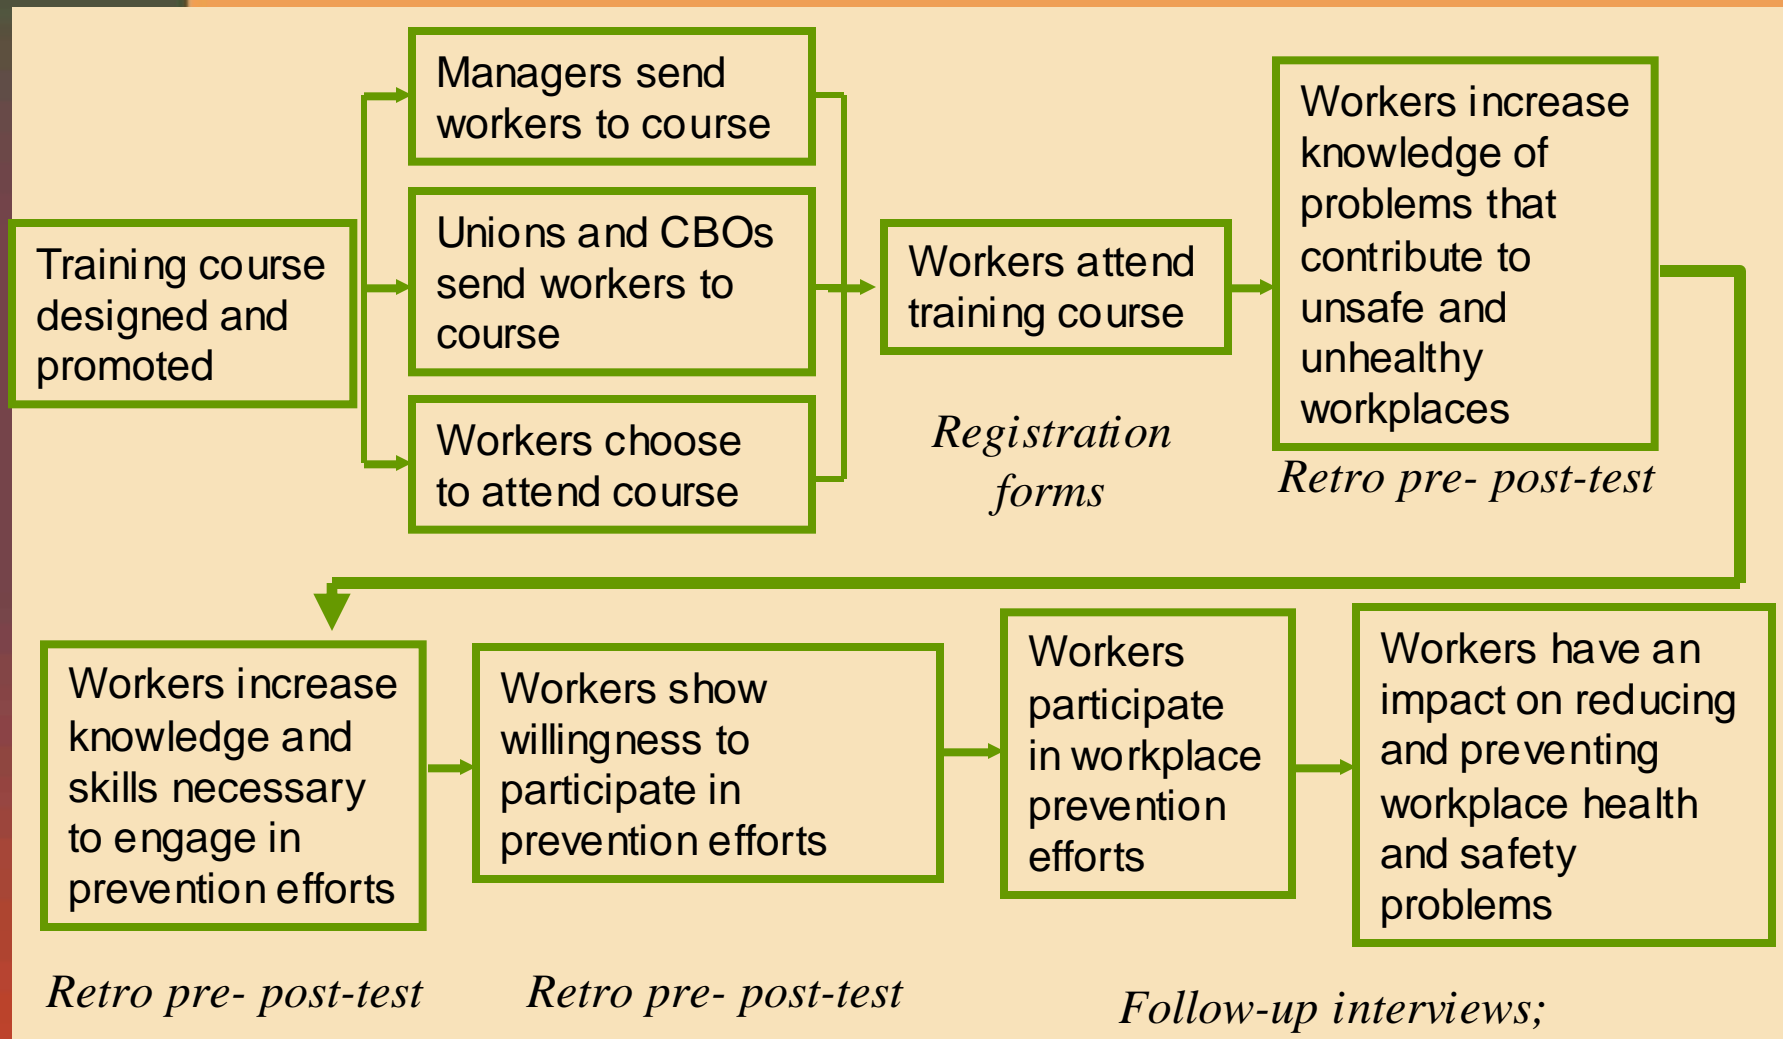 Training course
designed and
promoted
Managers send
workers to course
Unions and CBOs
send workers to
course
Workers choose
to attend course
Workers attend
training course
Registration
forms
Workers increase
knowledge of
problems that
contribute to
unsafe and
unhealthy
workplaces
Retro pre- post-test
Workers increase
knowledge and
skills necessary
to engage in
prevention efforts
Retro pre- post-test
Workers show
willingness to
participate in
prevention efforts
Retro pre- post-test
Workers
participate
in workplace
prevention
efforts
Workers have an
impact on reducing
and preventing
workplace health
and safety
problems
Follow-up interviews;